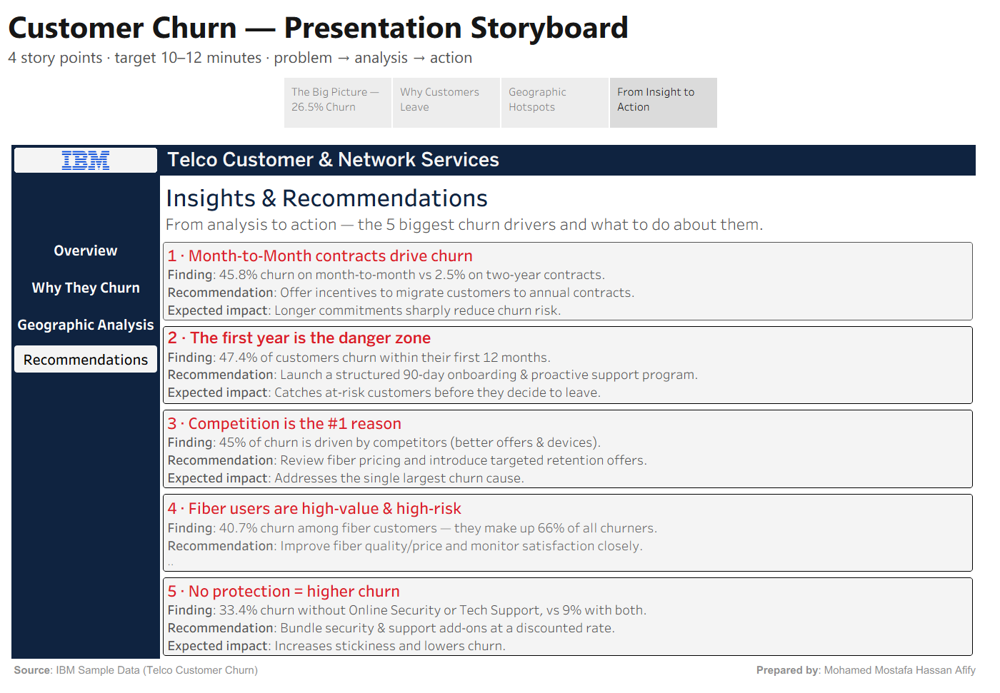 Customer Churn — Presentation Storyboard
4 story points · target 10–12 minutes · problem → analysis → action
The Big Picture —
26.5% Churn
Why Customers
Leave
Geographic
Hotspots
From Insight to
Action
IBM
Telco Customer & Network Services
Overview
Why They Churn
Geographic Analysis
Recommendations
Insights & Recommendations
From analysis to action — the 5 biggest churn drivers and what to do about them.
1 · Month-to-Month contracts drive churn
Finding: 45.8% churn on month-to-month vs 2.5% on two-year contracts.
Recommendation: Offer incentives to migrate customers to annual contracts.
Expected impact: Longer commitments sharply reduce churn risk.
2 · The first year is the danger zone
Finding: 47.4% of customers churn within their first 12 months.
Recommendation: Launch a structured 90-day onboarding & proactive support program.
Expected impact: Catches at-risk customers before they decide to leave.
3 · Competition is the #1 reason
Finding: 45% of churn is driven by competitors (better offers & devices).
Recommendation: Review fiber pricing and introduce targeted retention offers.
Expected impact: Addresses the single largest churn cause.
4 · Fiber users are high-value & high-risk
Finding: 40.7% churn among fiber customers — they make up 66% of all churners.
Recommendation: Improve fiber quality/price and monitor satisfaction closely.
..
5 · No protection = higher churn
Finding: 33.4% churn without Online Security or Tech Support, vs 9% with both.
Recommendation: Bundle security & support add-ons at a discounted rate.
Expected impact: Increases stickiness and lowers churn.
Source: IBM Sample Data (Telco Customer Churn)
Prepared by: Mohamed Mostafa Hassan Afify